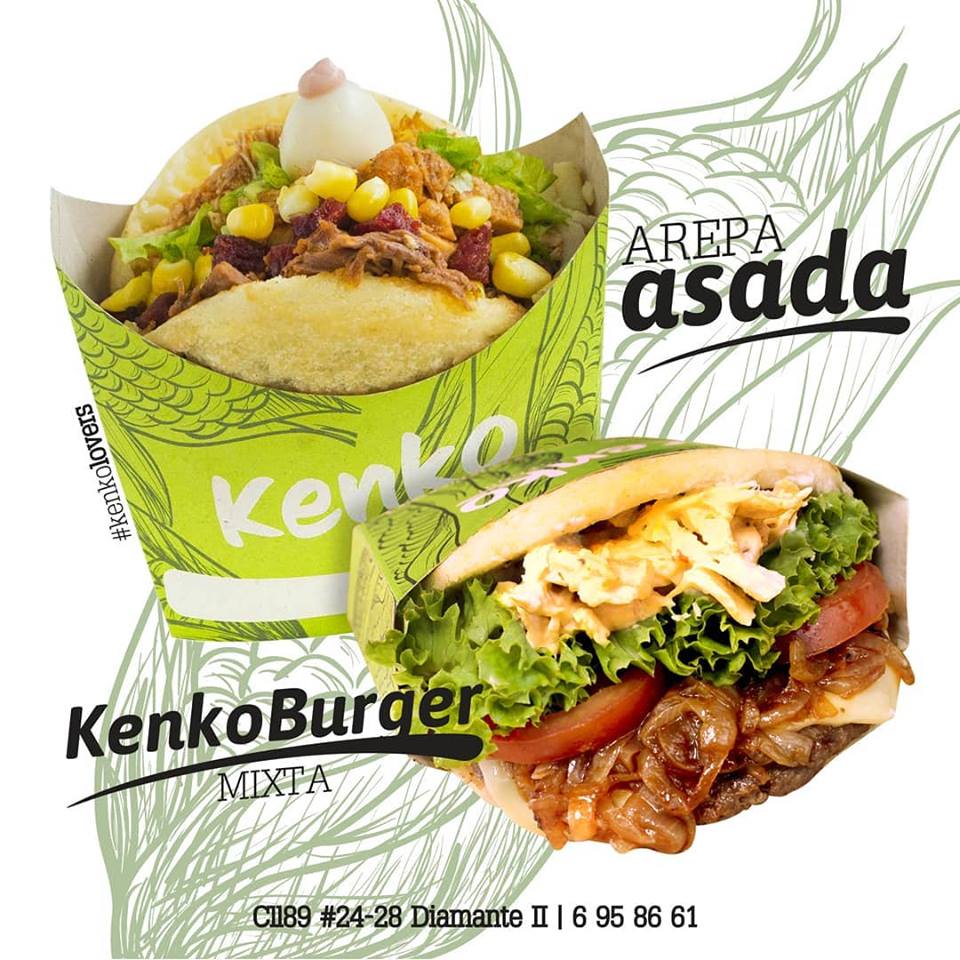 AREPA
asada
#kenkolovers
Kenko
KenkoBurger
MIXTA
Cll89 #24-28 Diamante II | 6 95 86 61